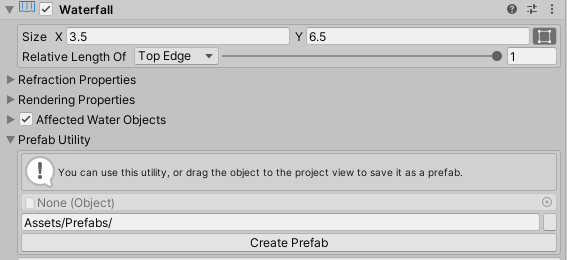 Waterfall
Size X 3.5 Y 6.5
Relative Length Of Top Edge 1
Refraction Properties
Rendering Properties
Affected Water Objects
Prefab Utility
You can use this utility, or drag the object to the project view to save it as a prefab.
None (Object)
Assets/Prefabs/
Create Prefab